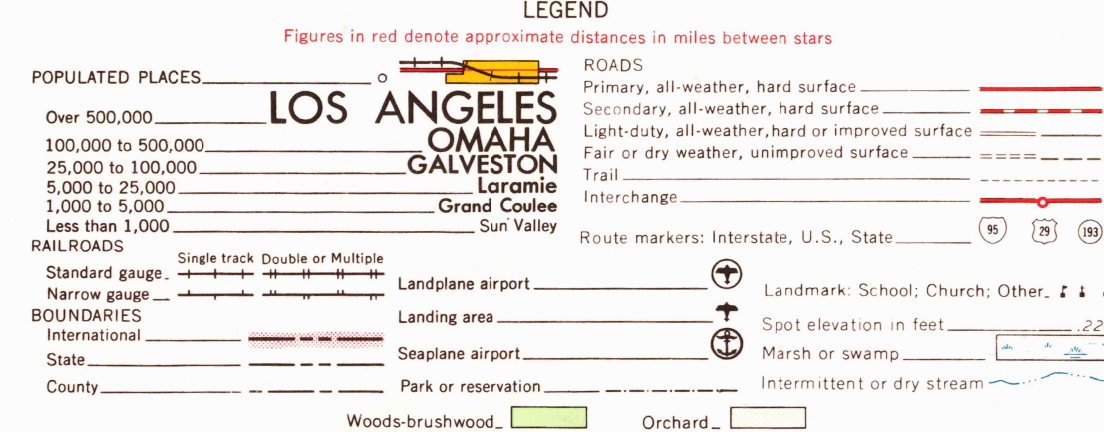 LEGEND
Figures in red denote approximate distances in miles between stars
POPULATED PLACES
Over 500,000 LOS ANGELES
100,000 to 500,000 OMAHA
25,000 to 100,000 GALVESTON
5,000 to 25,000 Laramie
1,000 to 5,000 Grand Coulee
Less than 1,000 Sun Valley
RAILROADS
Single track Double or Multiple
Standard gauge
Narrow gauge
BOUNDARIES
International
State
County
Landplane airport
Landing area
Seaplane airport
Park or reservation
ROADS
Primary, all-weather, hard surface
Secondary, all-weather, hard surface
Light-duty, all-weather, hard or improved surface
Fair or dry weather, unimproved surface
Trail
Interchange
Route markers: Interstate, U.S., State 95 29 193
Landmark: School; Church; Other
Spot elevation in feet .22
Marsh or swamp
Intermittent or dry stream
Woods-brushwood
Orchard